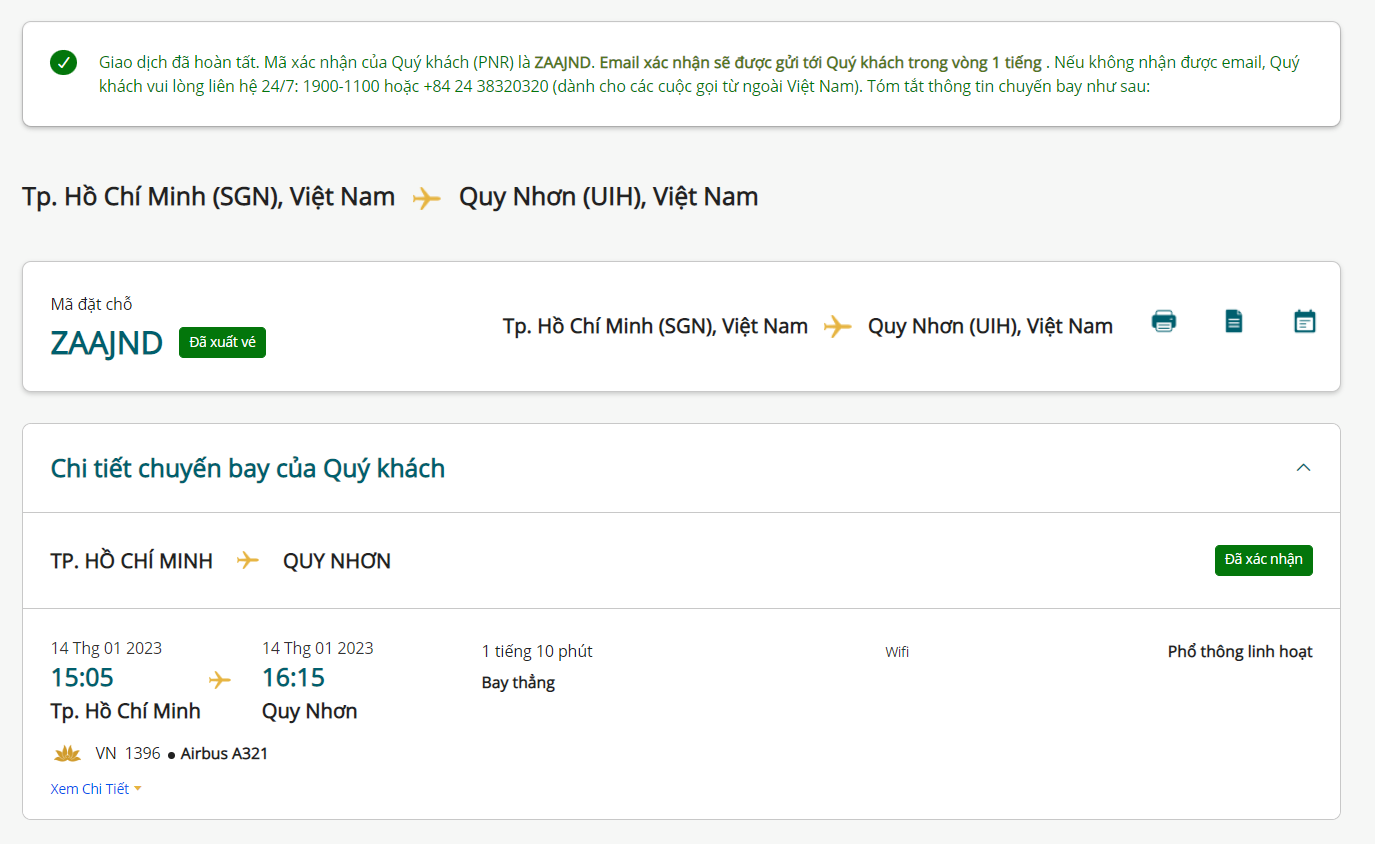 Giao dịch đã hoàn tất. Mã xác nhận của Quý khách (PNR) là ZAAJND. Email xác nhận sẽ được gửi tới Quý khách trong vòng 1 tiếng . Nếu không nhận được email, Quý
khách vui lòng liên hệ 24/7: 1900-1100 hoặc +84 24 38320320 (dành cho các cuộc gọi từ ngoài Việt Nam). Tóm tắt thông tin chuyến bay như sau:
Tp. Hồ Chí Minh (SGN), Việt Nam Quy Nhơn (UIH), Việt Nam
Mã đặt chỗ
ZAAJND Đã xuất vé
Tp. Hồ Chí Minh (SGN), Việt Nam Quy Nhơn (UIH), Việt Nam
Chi tiết chuyến bay của Quý khách
TP. HỒ CHÍ MINH QUY NHƠN Đã xác nhận
14 Thg 01 2023 14 Thg 01 2023 1 tiếng 10 phút Wifi Phổ thông linh hoạt
15:05 16:15 Bay thẳng
Tp. Hồ Chí Minh Quy Nhơn
VN 1396 • Airbus A321
Xem Chi Tiết